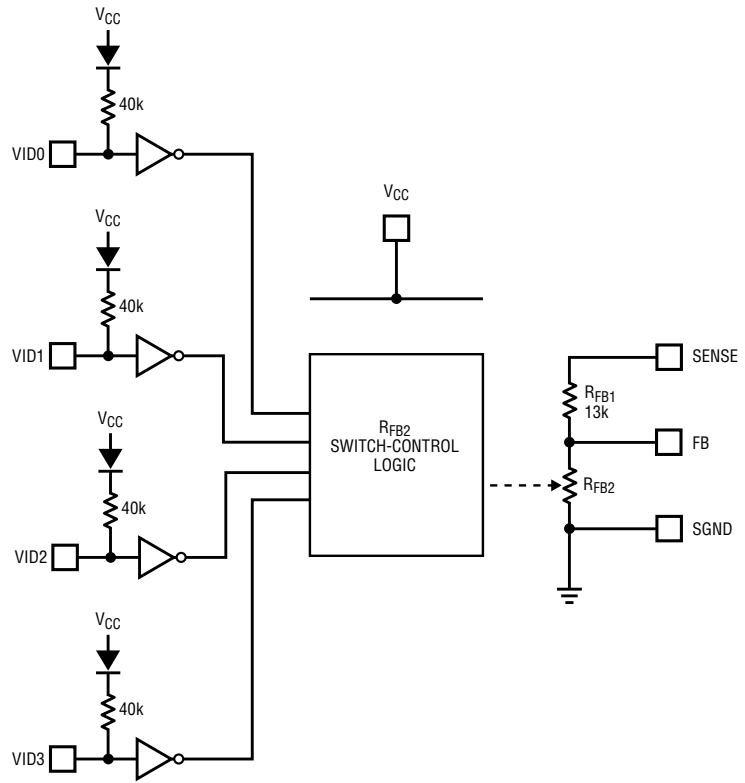 VCC
40k
VID0
VCC
40k
VID1
VCC
40k
VID2
VCC
40k
VID3
VCC
RFB2
SWITCH-CONTROL
LOGIC
SENSE
RFB1
13k
FB
RFB2
SGND